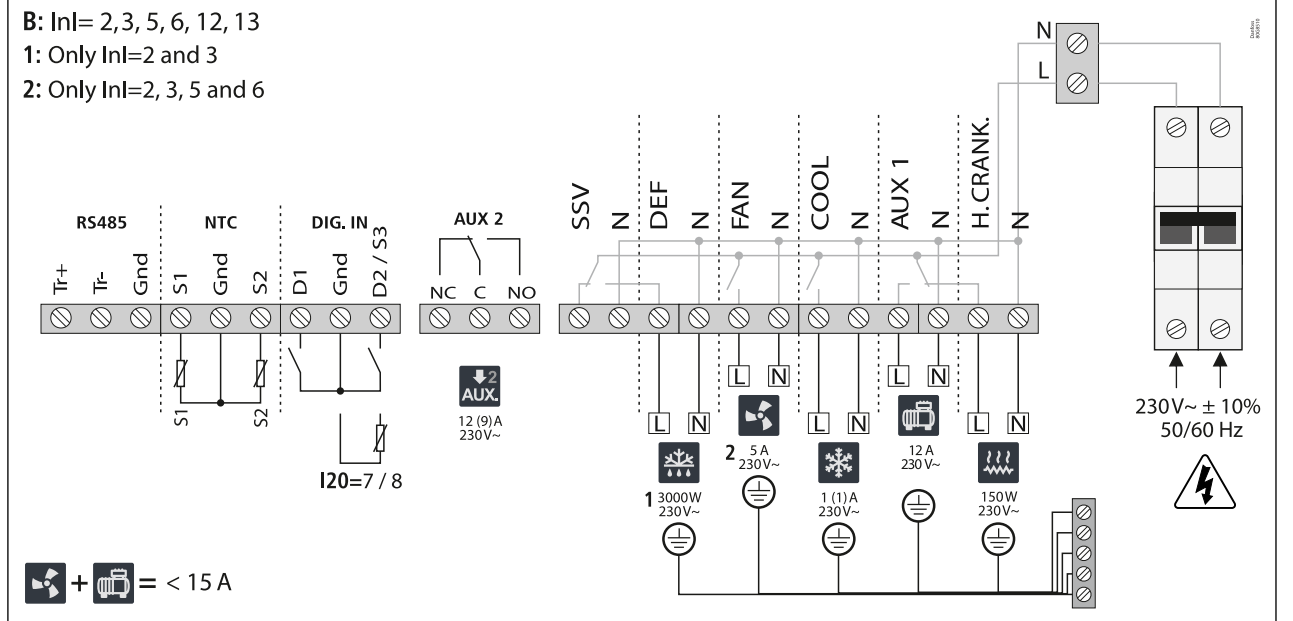 B: InI= 2,3, 5, 6, 12, 13
1: Only InI=2 and 3
2: Only InI=2, 3, 5 and 6
N
L
RS485
NTC
DIG. IN
AUX 2
Tr+
Tr-
Gnd
S1
Gnd
S2
D1
Gnd
D2 / S3
NC C NO
SSV
N
DEF
N
FAN
N
COOL
N
AUX 1
N
H.CRANK.
N
S1
S2
I20=7 / 8
2
AUX.
12 (9) A
230V~
L N
L N
L N
L N
L N
1 3000W
230V~
2 5 A
230V~
1 (1) A
230V~
12 A
230V~
150W
230V~
230V~ ± 10%
50/60 Hz
+ = < 15 A
Danfoss